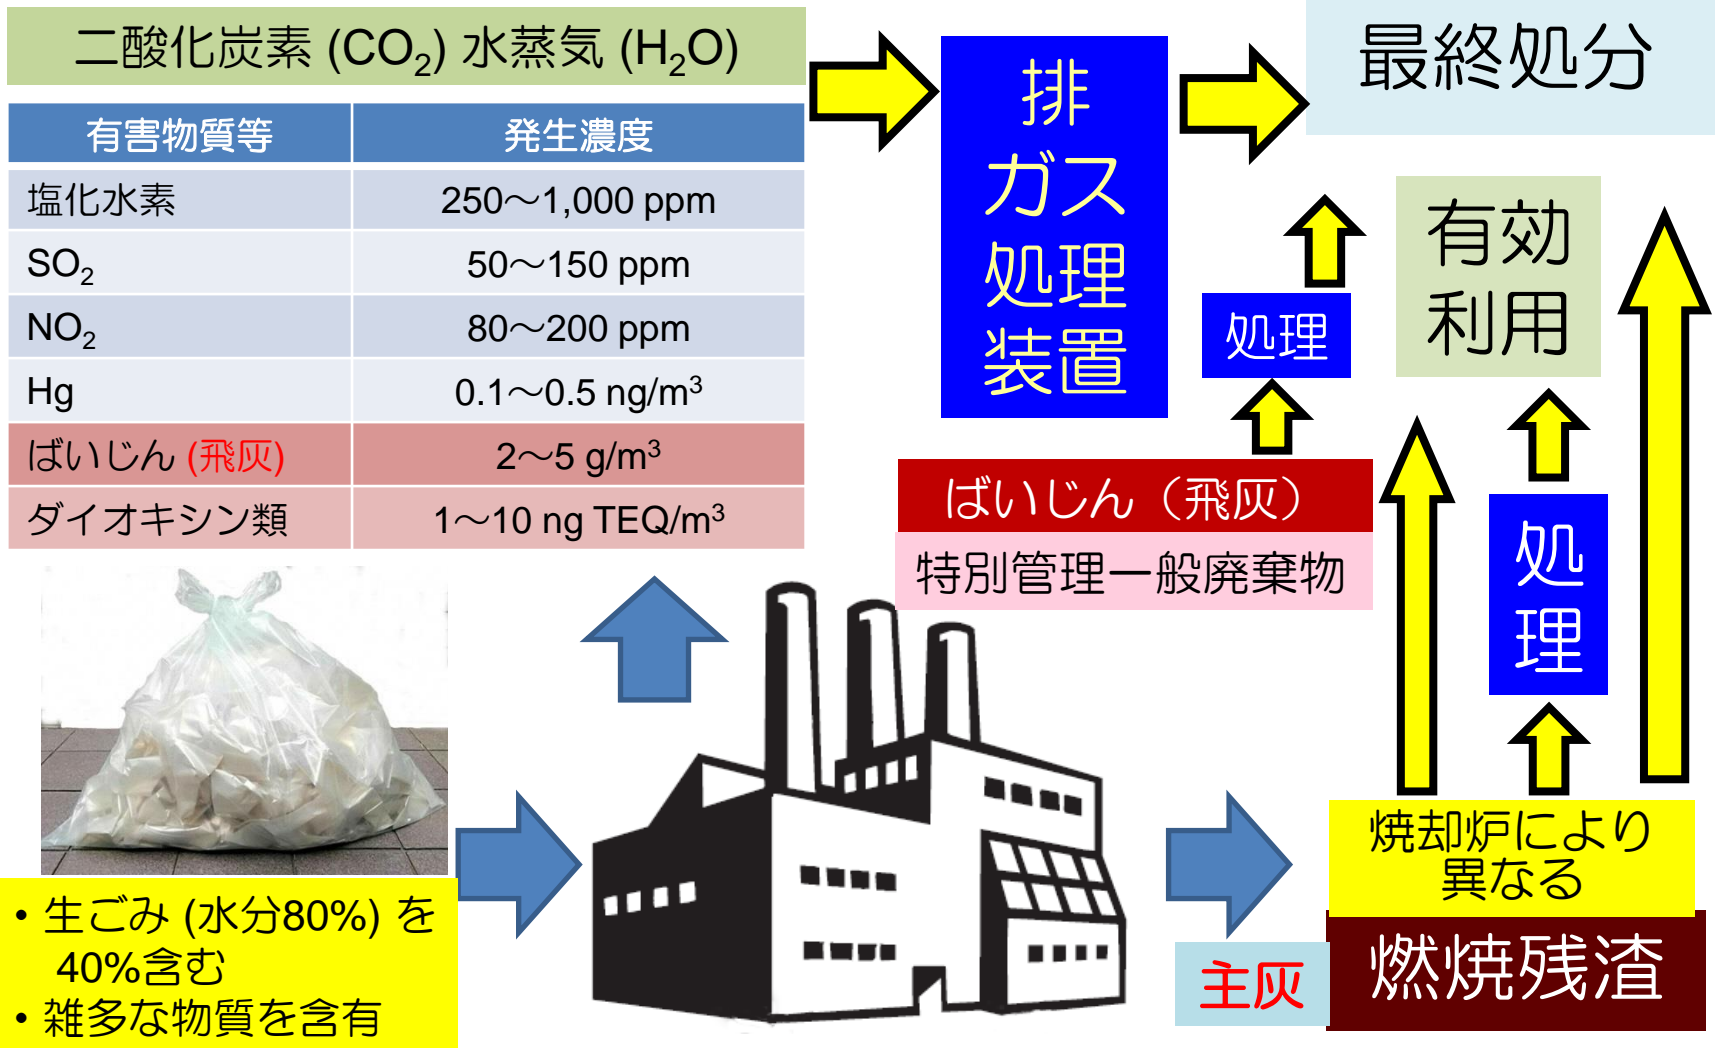 二酸化炭素 (CO₂) 水蒸気 (H₂O)
有害物質等 発生濃度
塩化水素 250～1,000 ppm
SO₂ 50～150 ppm
NO₂ 80～200 ppm
Hg 0.1～0.5 ng/m³
ばいじん (飛灰) 2～5 g/m³
ダイオキシン類 1～10 ng TEQ/m³
排
ガス
処理
装置
最終処分
有効
利用
処理
ばいじん（飛灰）
特別管理一般廃棄物
処
理
焼却炉により
異なる
燃焼残渣
主灰
・生ごみ (水分80%) を
40%含む
・雑多な物質を含有